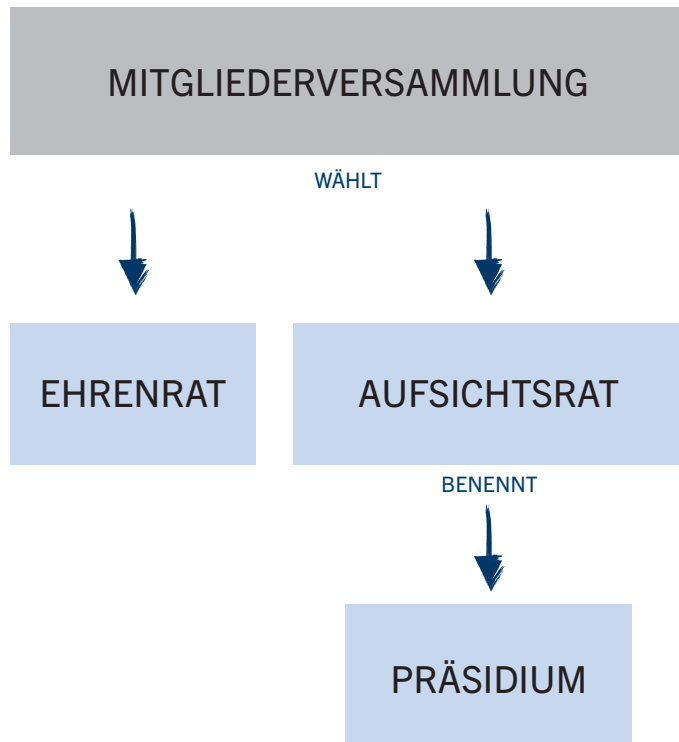 MITGLIEDERVERSAMMLUNG
WÄHLT
EHRENRAT
AUFSICHTSRAT
BENENNT
PRÄSIDIUM